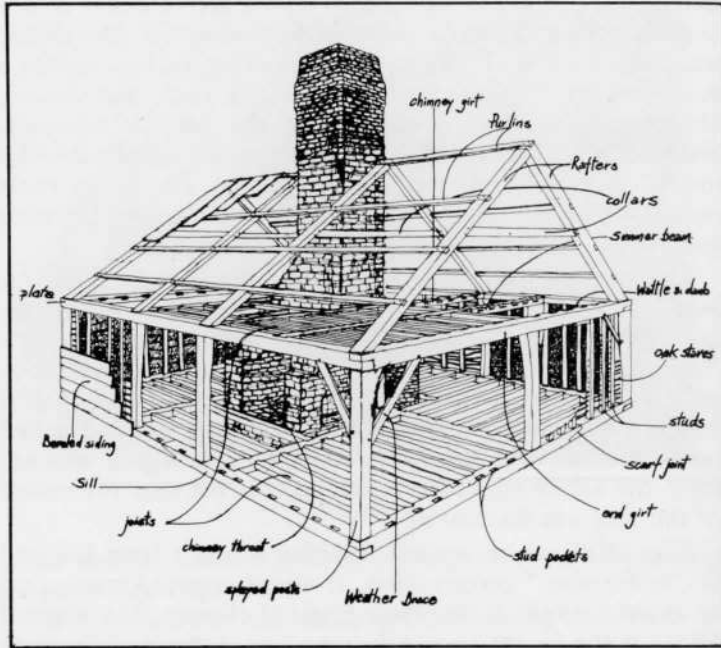 chimney girt
Purlins
Rafters
collars
Summer beam
plate
Wattle & daub
Oak staves
studs
Beveled siding
scarf joint
Sill
end girt
joists
chimney throat
stud pockets
splayed posts
Weather Brace